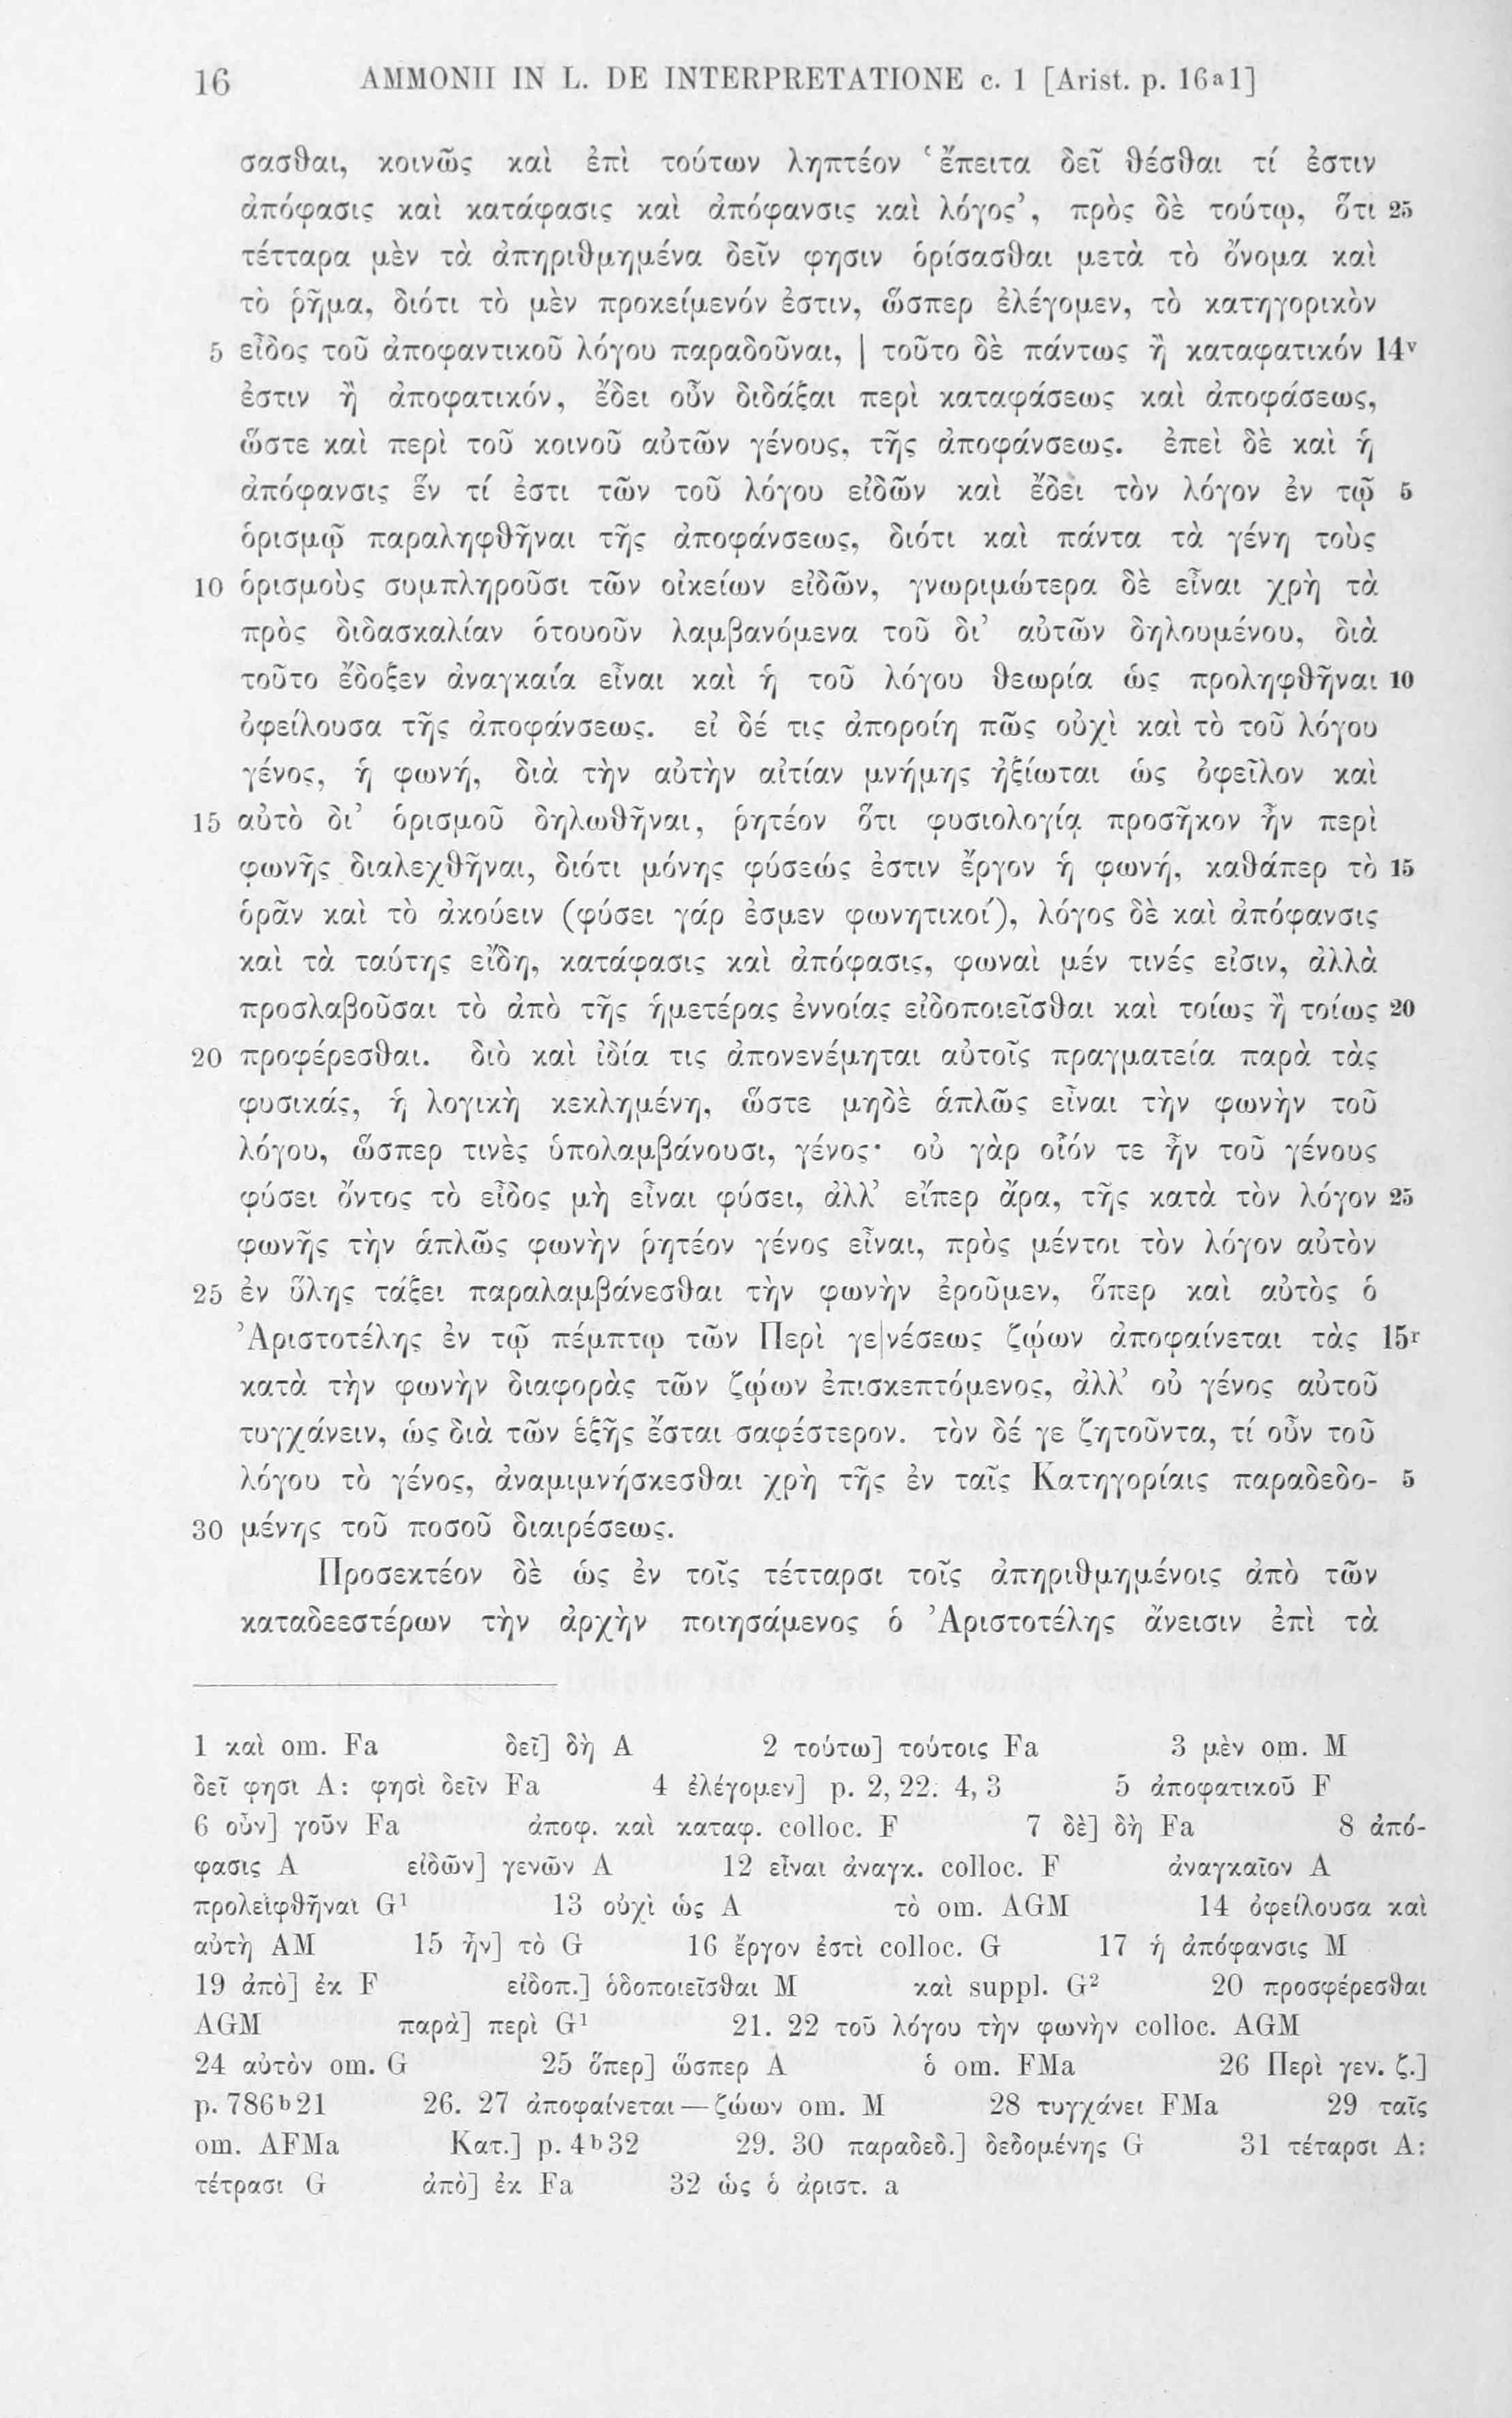 16 AMMONII IN L. DE INTERPRETATIONE c. 1 [Arist. p. 16ᵃ1]
σασθαι, κοινῶς καὶ ἐπὶ τούτων ληπτέον ‘ἔπειτα δεῖ θέσθαι τί ἐστιν
ἀπόφασις καὶ κατάφασις καὶ ἀπόφανσις καὶ λόγος’, πρὸς δὲ τούτῳ, ὅτι 25
τέτταρα μὲν τὰ ἀπηριθμημένα δεῖν φησιν ὁρίσασθαι μετὰ τὸ ὄνομα καὶ
τὸ ῥῆμα, διότι τὸ μὲν προκείμενόν ἐστιν, ὥσπερ ἐλέγομεν, τὸ κατηγορικὸν
5 εἶδος τοῦ ἀποφαντικοῦ λόγου παραδοῦναι, | τοῦτο δὲ πάντως ἢ καταφατικόν 14ᵛ
ἐστιν ἢ ἀποφατικόν, ἔδει οὖν διδάξαι περὶ καταφάσεως καὶ ἀποφάσεως,
ὥστε καὶ περὶ τοῦ κοινοῦ αὐτῶν γένους, τῆς ἀποφάνσεως. ἐπεὶ δὲ καὶ ἡ
ἀπόφανσις ἕν τί ἐστι τῶν τοῦ λόγου εἰδῶν καὶ ἔδει τὸν λόγον ἐν τῷ 5
ὁρισμῷ παραληφθῆναι τῆς ἀποφάνσεως, διότι καὶ πάντα τὰ γένη τοὺς
10 ὁρισμοὺς συμπληροῦσι τῶν οἰκείων εἰδῶν, γνωριμώτερα δὲ εἶναι χρὴ τὰ
πρὸς διδασκαλίαν ὁτουοῦν λαμβανόμενα τοῦ δι’ αὐτῶν δηλουμένου, διὰ
τοῦτο ἔδοξεν ἀναγκαία εἶναι καὶ ἡ τοῦ λόγου θεωρία ὡς προληφθῆναι 10
ὀφείλουσα τῆς ἀποφάνσεως. εἰ δέ τις ἀποροίη πῶς οὐχὶ καὶ τὸ τοῦ λόγου
γένος, ἡ φωνή, διὰ τὴν αὐτὴν αἰτίαν μνήμης ἠξίωται ὡς ὀφεῖλον καὶ
15 αὐτὸ δι’ ὁρισμοῦ δηλωθῆναι, ῥητέον ὅτι φυσιολογίᾳ προσῆκον ἦν περὶ
φωνῆς διαλεχθῆναι, διότι μόνης φύσεώς ἐστιν ἔργον ἡ φωνή, καθάπερ τὸ 15
ὁρᾶν καὶ τὸ ἀκούειν (φύσει γάρ ἐσμεν φωνητικοί), λόγος δὲ καὶ ἀπόφανσις
καὶ τὰ ταύτης εἴδη, κατάφασις καὶ ἀπόφασις, φωναὶ μέν τινές εἰσιν, ἀλλὰ
προσλαβοῦσαι τὸ ἀπὸ τῆς ἡμετέρας ἐννοίας εἰδοποιεῖσθαι καὶ τοίως ἢ τοίως 20
20 προφέρεσθαι. διὸ καὶ ἰδία τις ἀπονενέμηται αὐτοῖς πραγματεία παρὰ τὰς
φυσικάς, ἡ λογικὴ κεκλημένη, ὥστε μηδὲ ἁπλῶς εἶναι τὴν φωνὴν τοῦ
λόγου, ὥσπερ τινὲς ὑπολαμβάνουσι, γένος· οὐ γὰρ οἷόν τε ἦν τοῦ γένους
φύσει ὄντος τὸ εἶδος μὴ εἶναι φύσει, ἀλλ’ εἴπερ ἄρα, τῆς κατὰ τὸν λόγον 25
φωνῆς τὴν ἁπλῶς φωνὴν ῥητέον γένος εἶναι, πρὸς μέντοι τὸν λόγον αὐτὸν
25 ἐν ὕλης τάξει παραλαμβάνεσθαι τὴν φωνὴν ἐροῦμεν, ὅπερ καὶ αὐτὸς ὁ
Ἀριστοτέλης ἐν τῷ πέμπτῳ τῶν Περὶ γε|νέσεως ζῴων ἀποφαίνεται τὰς 15ʳ
κατὰ τὴν φωνὴν διαφορὰς τῶν ζῴων ἐπισκεπτόμενος, ἀλλ’ οὐ γένος αὐτοῦ
τυγχάνειν, ὡς διὰ τῶν ἑξῆς ἔσται σαφέστερον. τὸν δέ γε ζητοῦντα, τί οὖν τοῦ
λόγου τὸ γένος, ἀναμιμνήσκεσθαι χρὴ τῆς ἐν ταῖς Κατηγορίαις παραδεδο- 5
30 μένης τοῦ ποσοῦ διαιρέσεως.
Προσεκτέον δὲ ὡς ἐν τοῖς τέτταρσι τοῖς ἀπηριθμημένοις ἀπὸ τῶν
καταδεεστέρων τὴν ἀρχὴν ποιησάμενος ὁ Ἀριστοτέλης ἄνεισιν ἐπὶ τὰ
1 καὶ om. Fa δεῖ] δὴ A 2 τούτω] τούτοις Fa 3 μὲν om. M
δεῖ φησι A: φησὶ δεῖν Fa 4 ἐλέγομεν] p. 2, 22. 4, 3 5 ἀποφατικοῦ F
6 οὖν] γοῦν Fa ἀποφ. καὶ καταφ. colloc. F 7 δὲ] δὴ Fa 8 ἀπό-
φασις A εἰδῶν] γενῶν A 12 εἶναι ἀναγκ. colloc. F ἀναγκαῖον A
προλειφθῆναι G¹ 13 οὐχὶ ὡς A τὸ om. AGM 14 ὀφείλουσα καὶ
αὐτὴ AM 15 ἦν] τὸ G 16 ἔργον ἐστὶ colloc. G 17 ἡ ἀπόφανσις M
19 ἀπὸ] ἐκ F εἰδοπ.] ὁδοποιεῖσθαι M καὶ suppl. G² 20 προσφέρεσθαι
AGM παρὰ] περὶ G¹ 21. 22 τοῦ λόγου τὴν φωνὴν colloc. AGM
24 αὐτὸν om. G 25 ὅπερ] ὥσπερ A ὁ om. FMa 26 Περὶ γεν. ζ.]
p. 786ᵇ21 26. 27 ἀποφαίνεται — ζώων om. M 28 τυγχάνει FMa 29 ταῖς
om. AFMa Κατ.] p. 4ᵇ32 29. 30 παραδεδ.] δεδομένης G 31 τέταρσι A:
τέτρασι G ἀπὸ] ἐκ Fa 32 ὡς ὁ ἀριστ. a